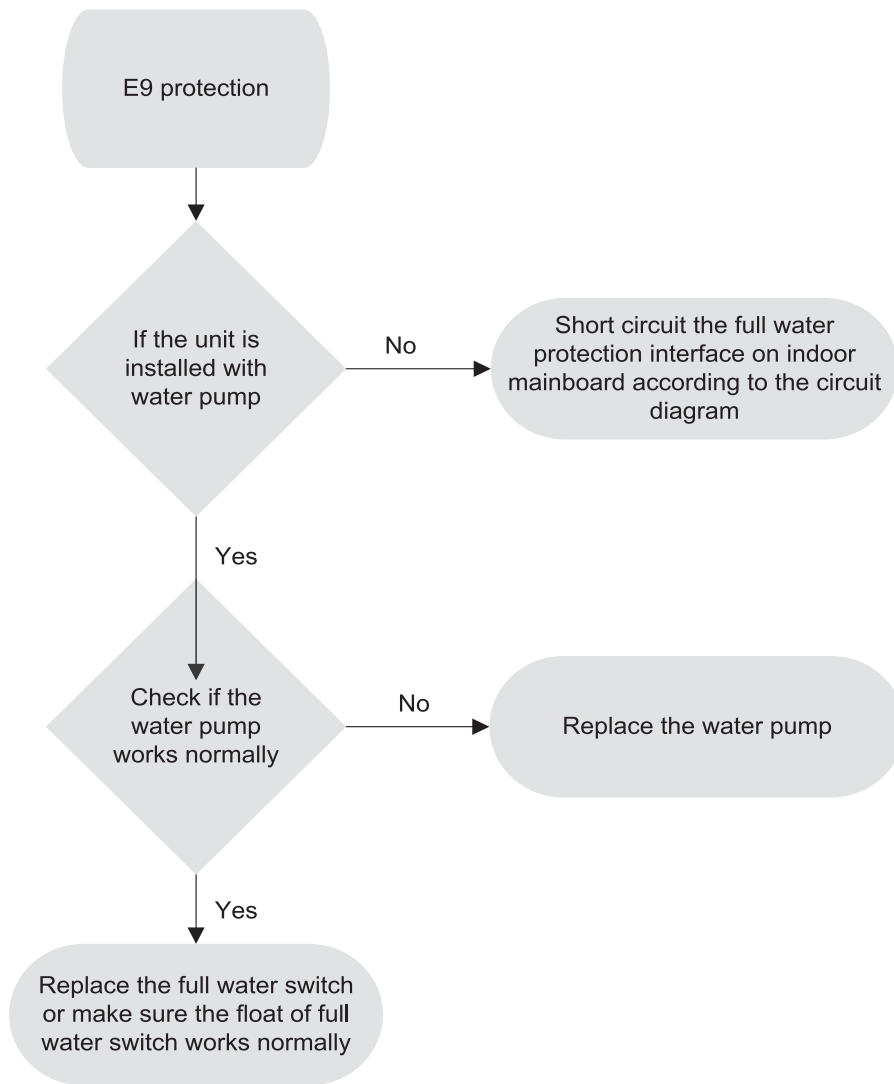 E9 protection
If the unit is
installed with
water pump
No
Short circuit the full water
protection interface on indoor
mainboard according to the circuit
diagram
Yes
Check if the
water pump
works normally
No
Replace the water pump
Yes
Replace the full water switch
or make sure the float of full
water switch works normally